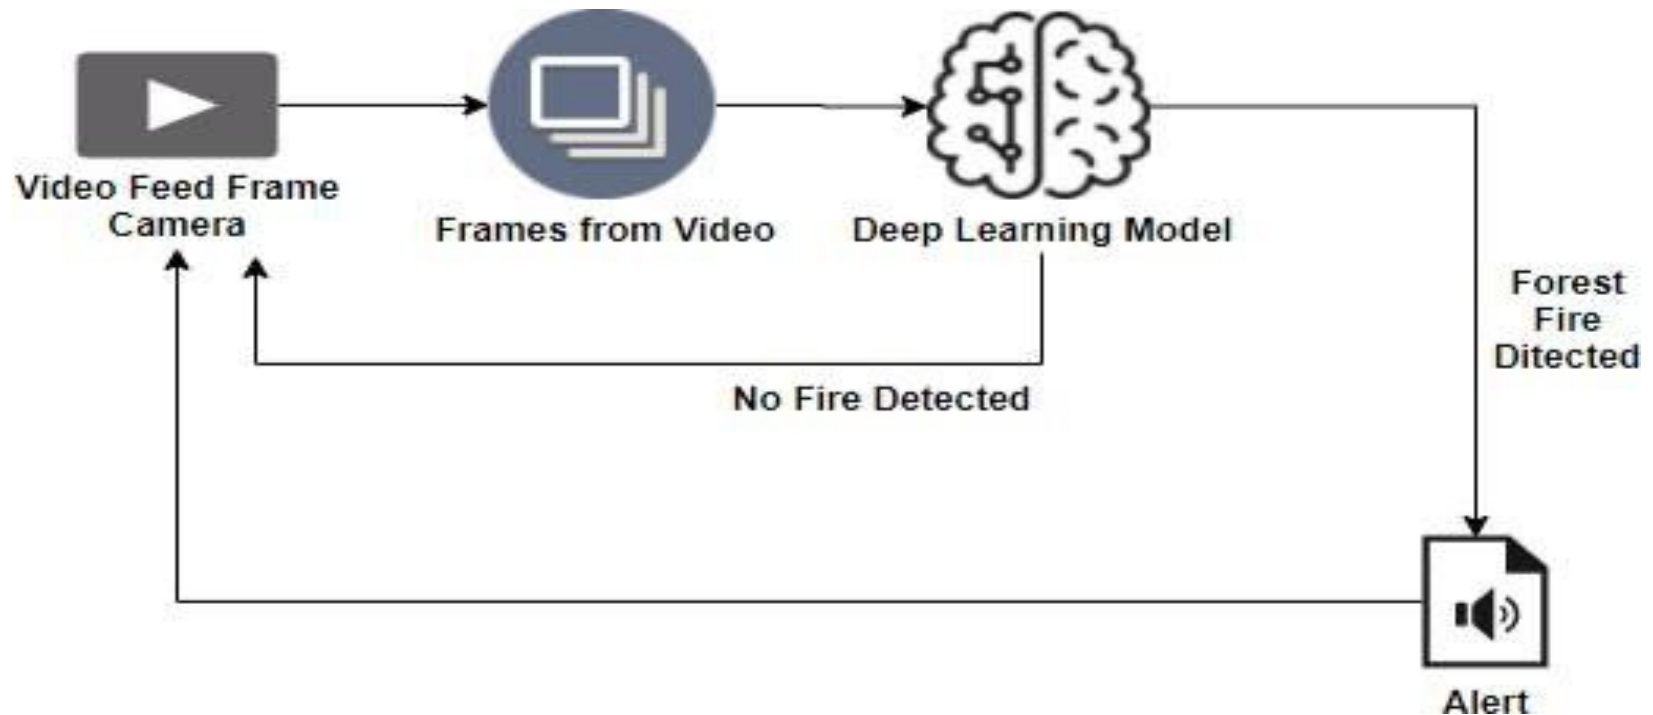 Video Feed Frame
Camera
Frames from Video
Deep Learning Model
Forest
Fire
Ditected
No Fire Detected
Alert